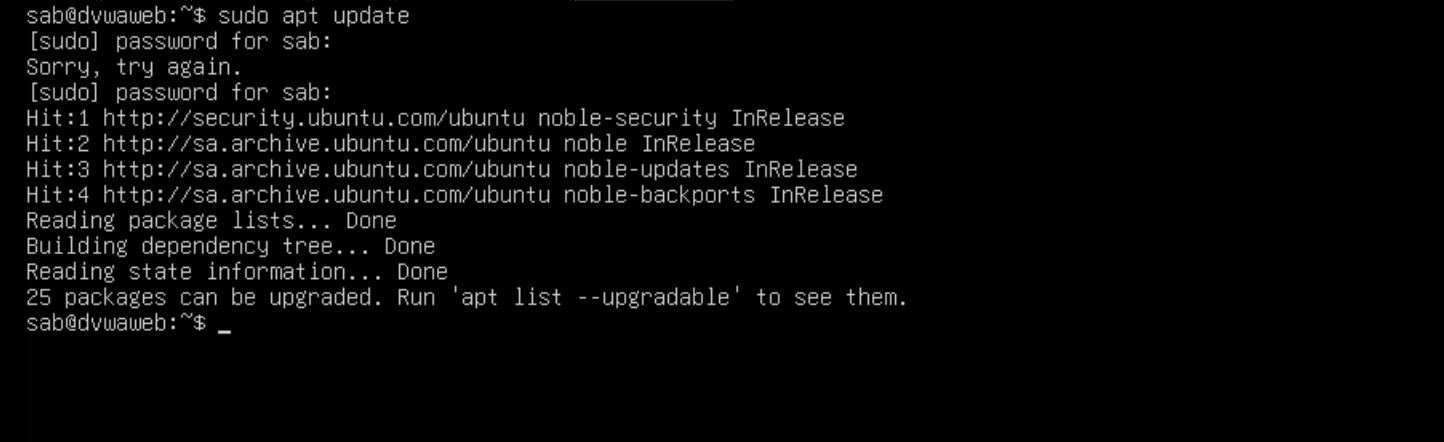 sab@dvwaweb:~$ sudo apt update
[sudo] password for sab:
Sorry, try again.
[sudo] password for sab:
Hit:1 http://security.ubuntu.com/ubuntu noble-security InRelease
Hit:2 http://sa.archive.ubuntu.com/ubuntu noble InRelease
Hit:3 http://sa.archive.ubuntu.com/ubuntu noble-updates InRelease
Hit:4 http://sa.archive.ubuntu.com/ubuntu noble-backports InRelease
Reading package lists... Done
Building dependency tree... Done
Reading state information... Done
25 packages can be upgraded. Run 'apt list --upgradable' to see them.
sab@dvwaweb:~$ _